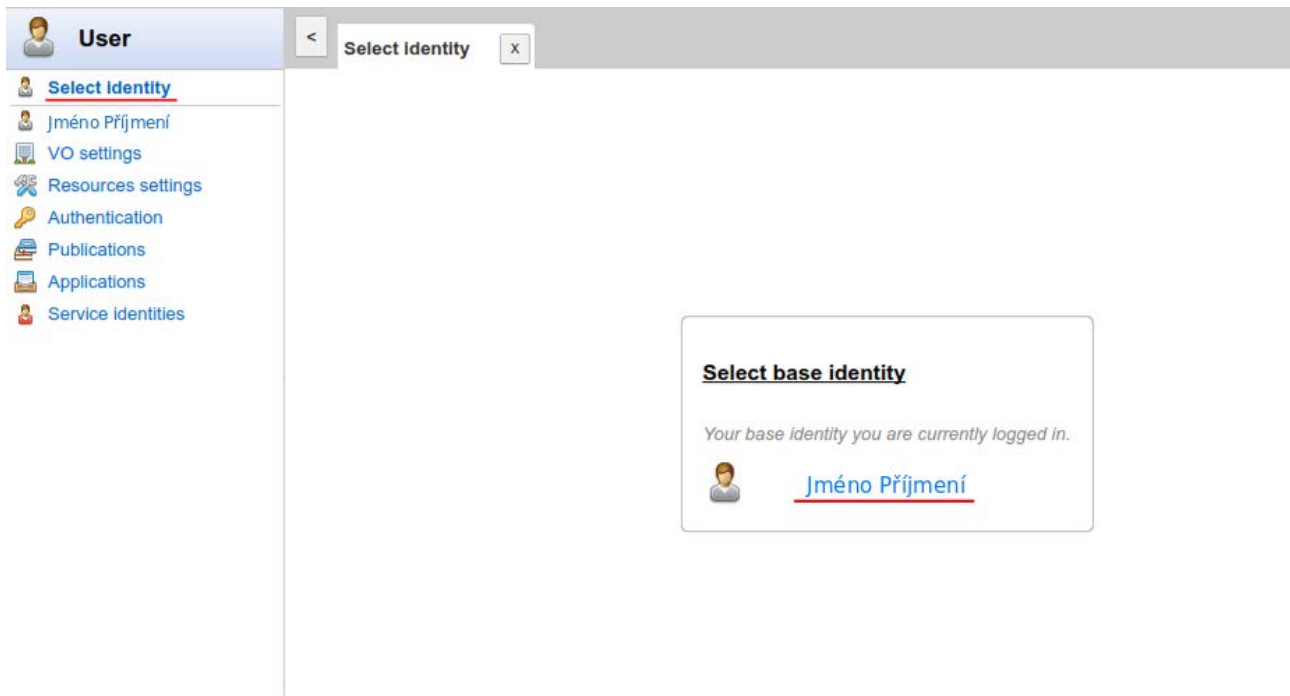 User
<
Select identity
x
Select identity
Jméno Příjmení
VO settings
Resources settings
Authentication
Publications
Applications
Service identities
Select base identity
Your base identity you are currently logged in.
Jméno Příjmení